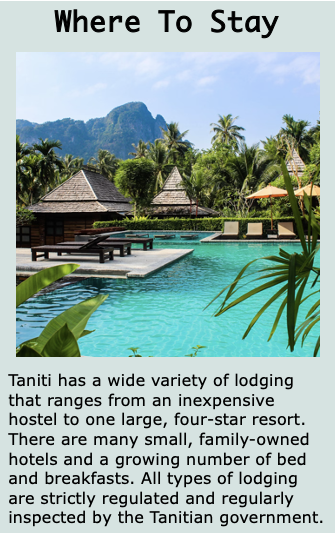 Where To Stay
Taniti has a wide variety of lodging
that ranges from an inexpensive
hostel to one large, four-star resort.
There are many small, family-owned
hotels and a growing number of bed
and breakfasts. All types of lodging
are strictly regulated and regularly
inspected by the Tanitian government.